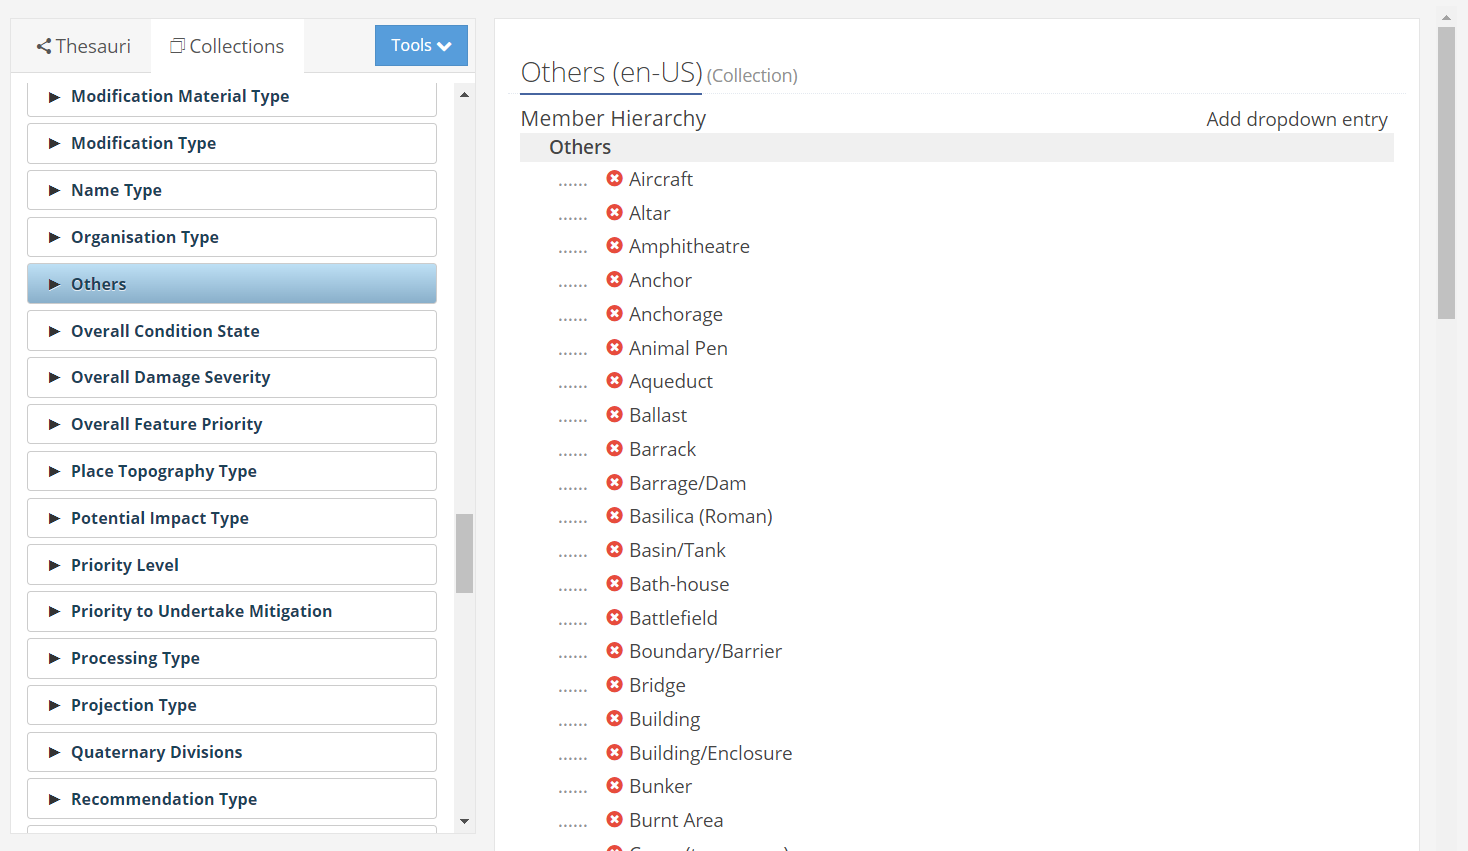 Thesauri
Collections
Tools
Modification Material Type
Modification Type
Name Type
Organisation Type
Others
Overall Condition State
Overall Damage Severity
Overall Feature Priority
Place Topography Type
Potential Impact Type
Priority Level
Priority to Undertake Mitigation
Processing Type
Projection Type
Quaternary Divisions
Recommendation Type
Others (en-US) (Collection)
Member Hierarchy
Add dropdown entry
Others
...... Aircraft
...... Altar
...... Amphitheatre
...... Anchor
...... Anchorage
...... Animal Pen
...... Aqueduct
...... Ballast
...... Barrack
...... Barrage/Dam
...... Basilica (Roman)
...... Basin/Tank
...... Bath-house
...... Battlefield
...... Boundary/Barrier
...... Bridge
...... Building
...... Building/Enclosure
...... Bunker
...... Burnt Area